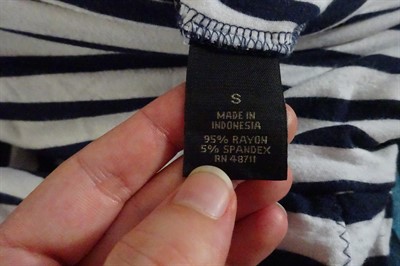 S
MADE IN
INDONESIA
95% RAYON
5% SPANDEX
RN 48711